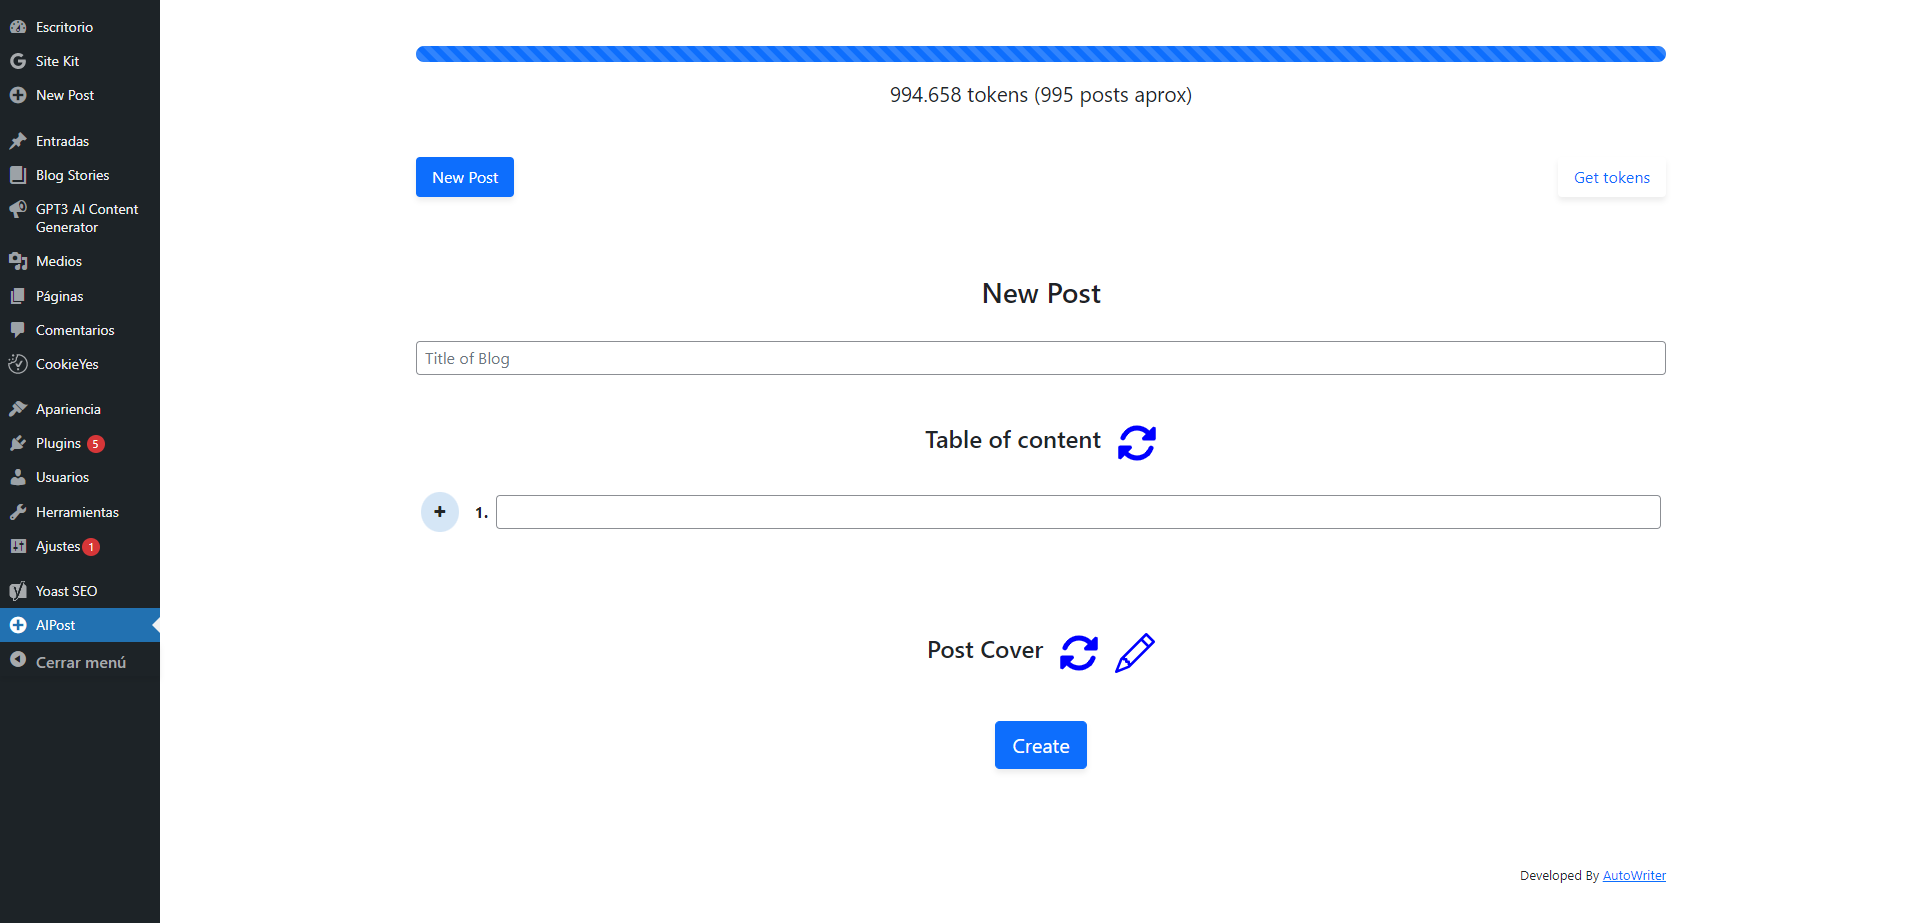 Escritorio
Site Kit
New Post
Entradas
Blog Stories
GPT3 AI Content
Generator
Medios
Páginas
Comentarios
CookieYes
Apariencia
Plugins 5
Usuarios
Herramientas
Ajustes 1
Yoast SEO
AIPost
Cerrar menú
994.658 tokens (995 posts aprox)
New Post
Get tokens
New Post
Title of Blog
Table of content
+ 1.
Post Cover
Create
Developed By AutoWriter